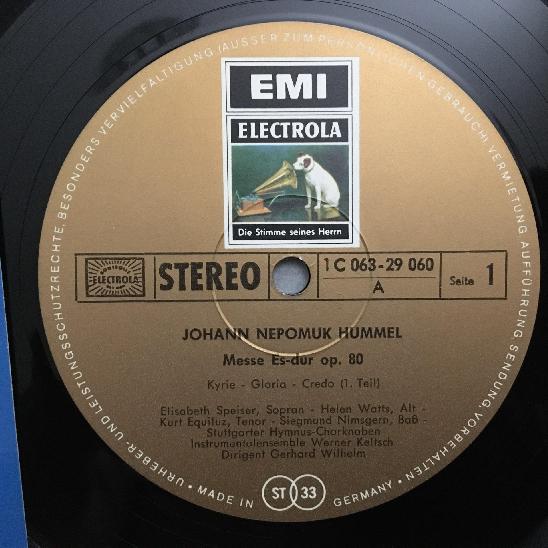 URHEBER- UND LEISTUNGSSCHUTZRECHTE, BESONDERS VERVIELFÄLTIGUNG (AUSSER ZUM PERSÖNLICHEN GEBRAUCH) VERMIETUNG AUFFÜHRUNG, SENDUNG, VORBEHALTEN
EMI
ELECTROLA
Die Stimme seines Herrn
ELECTROLA
STEREO
1 C 063-29 060
A
Seite 1
JOHANN NEPOMUK HUMMEL
Messe Es-dur op. 80
Kyrie - Gloria - Credo (1. Teil)
Elisabeth Speiser, Sopran - Helen Watts, Alt -
Kurt Equiluz, Tenor - Siegmund Nimsgern, Baß -
Stuttgarter Hymnus-Chorknaben
Instrumentalensemble Werner Keltsch
Dirigent Gerhard Wilhelm
• MADE IN ST 33 GERMANY •